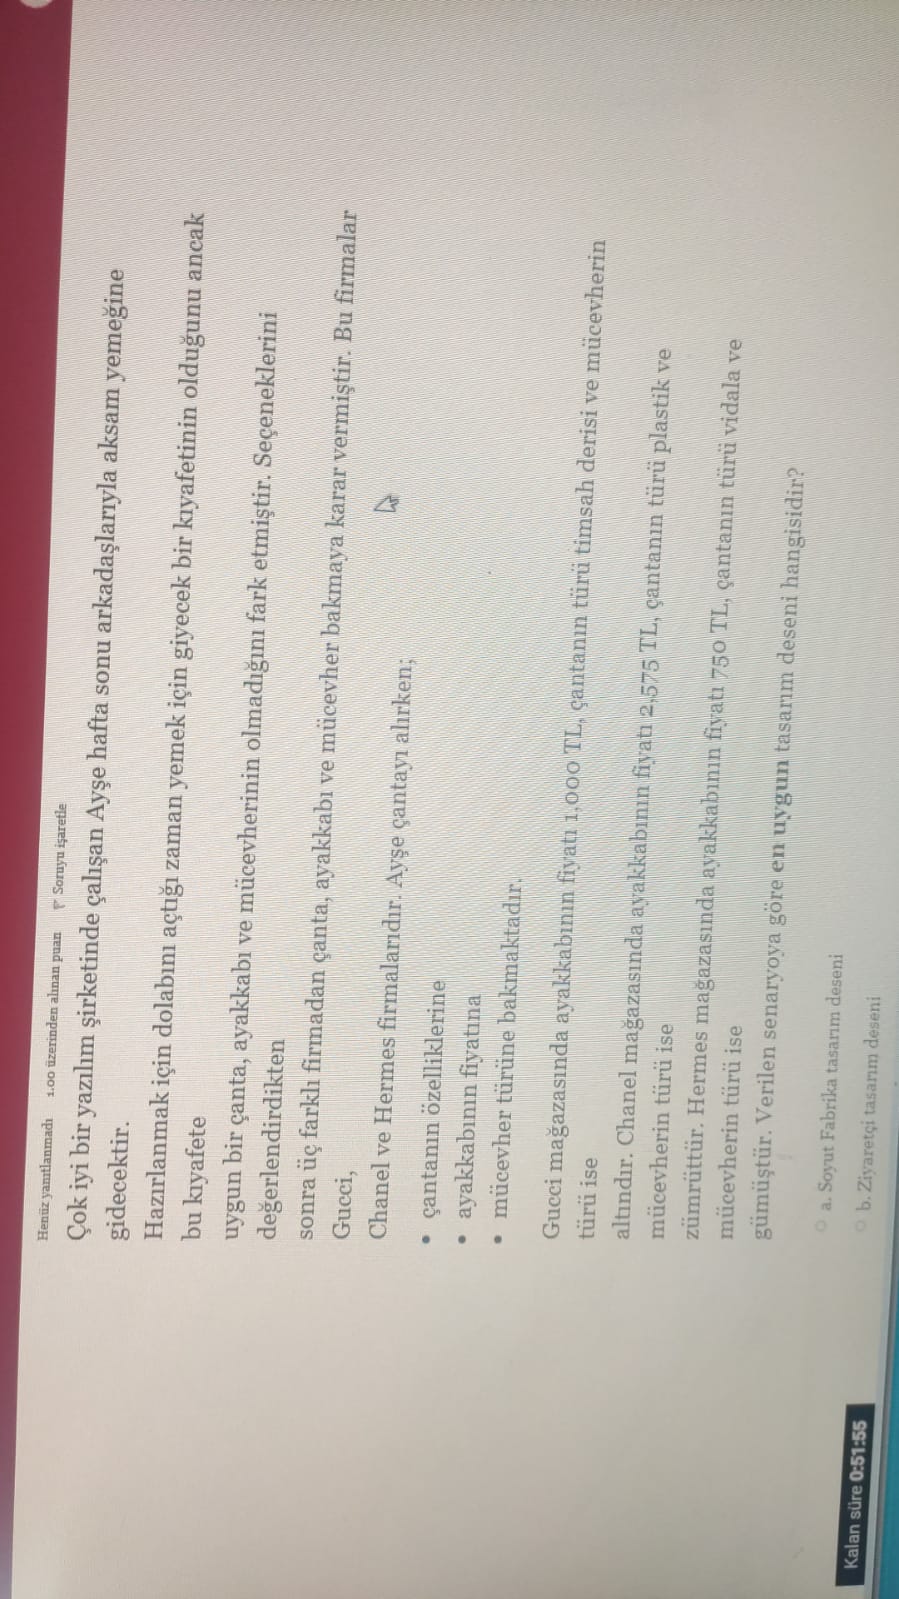 Henüz yanıtlanmadı 1.00 üzerinden alınan puan Soruyu işaretle
Çok iyi bir yazılım şirketinde çalışan Ayşe hafta sonu arkadaşlarıyla aksam yemeğine
gidecektir.
Hazırlanmak için dolabını açtığı zaman yemek için giyecek bir kıyafetinin olduğunu ancak
bu kıyafete
uygun bir çanta, ayakkabı ve mücevherinin olmadığını fark etmiştir. Seçeneklerini
değerlendirdikten
sonra üç farklı firmadan çanta, ayakkabı ve mücevher bakmaya karar vermiştir. Bu firmalar
Gucci,
Chanel ve Hermes firmalarıdır. Ayşe çantayı alırken;
• çantanın özelliklerine
• ayakkabının fiyatına
• mücevher türüne bakmaktadır.
Gucci mağazasında ayakkabının fiyatı 1,000 TL, çantanın türü timsah derisi ve mücevherin
türü ise
altındır. Chanel mağazasında ayakkabının fiyatı 2,575 TL, çantanın türü plastik ve
mücevherin türü ise
zümrüttür. Hermes mağazasında ayakkabının fiyatı 750 TL, çantanın türü vidala ve
mücevherin türü ise
gümüştür. Verilen senaryoya göre en uygun tasarım deseni hangisidir?
a. Soyut Fabrika tasarım deseni
b. Ziyaretçi tasarım deseni
Kalan süre 0:51:55